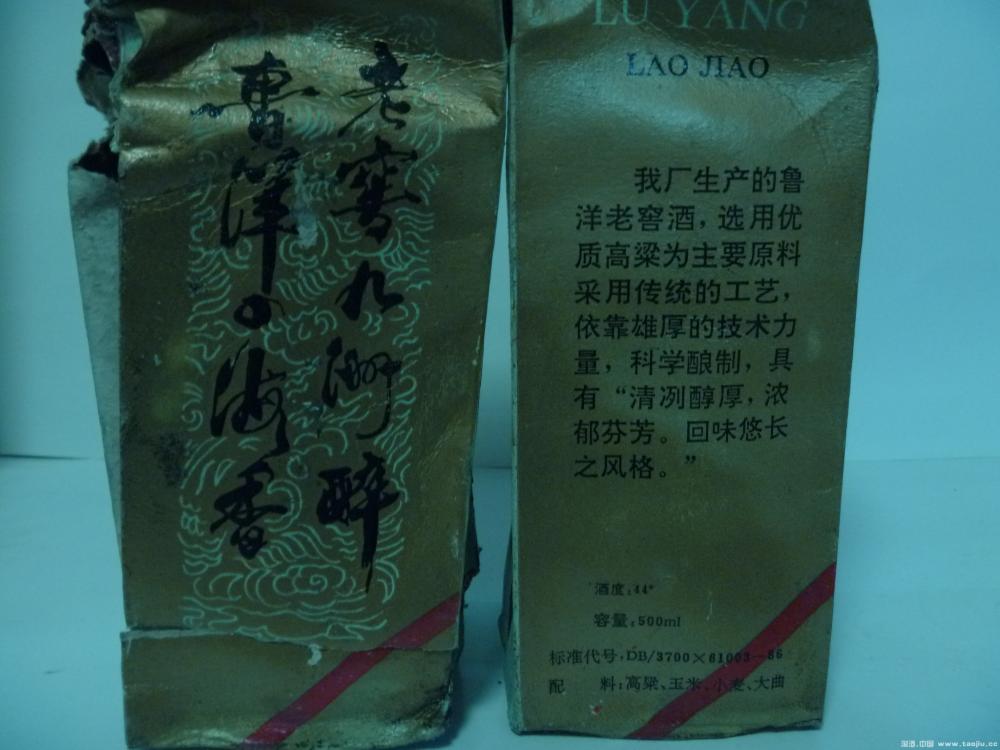 老窖九洲醉
鲁洋四海香
LU YANG
LAO JIAO
我厂生产的鲁
洋老窖酒，选用优
质高粱为主要原料
采用传统的工艺，
依靠雄厚的技术力
量，科学酿制，具
有“清冽醇厚，浓
郁芬芳。回味悠长
之风格。”
酒度：44°
容量：500ml
标准代号：DB/3700×61003—86
配　料：高粱、玉米、小麦、大曲
www.taojiu.cc